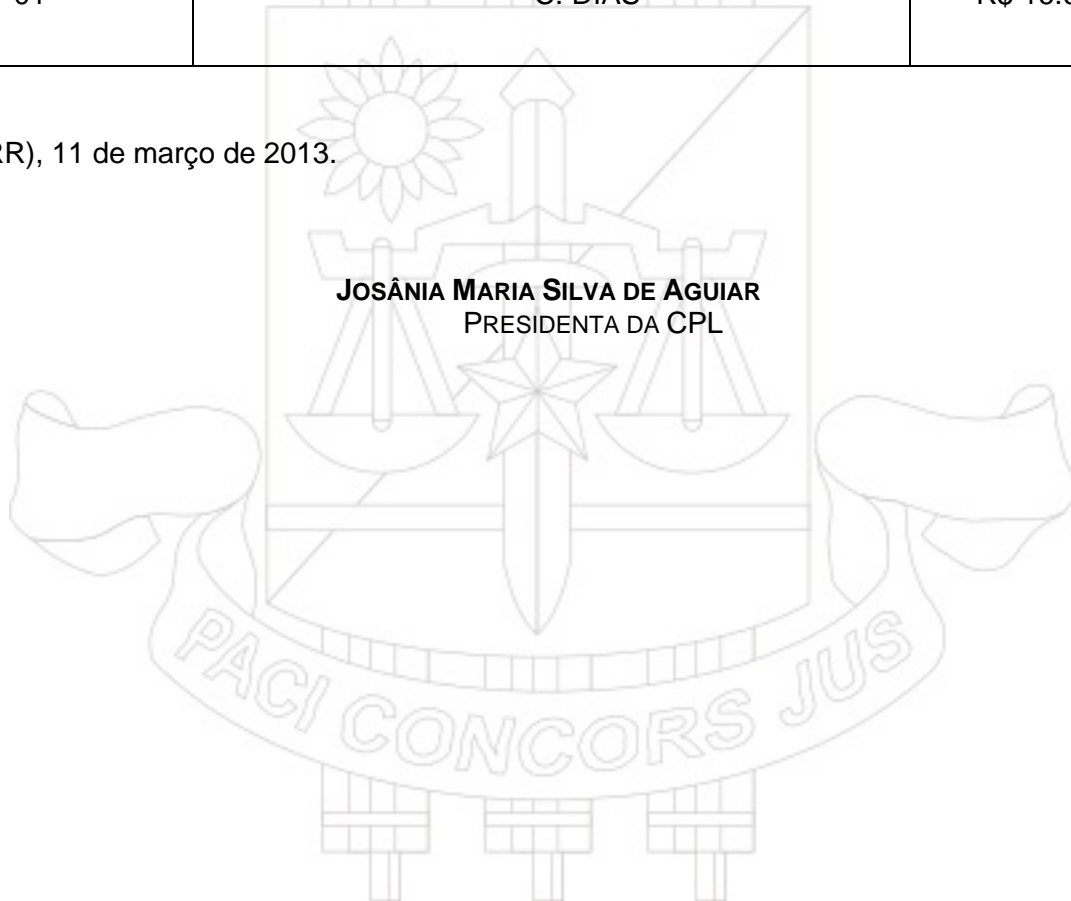 RR), 11 de março de 2013.
JOSÂNIA MARIA SILVA DE AGUIAR
PRESIDENTA DA CPL
PACI CONCORS JUS